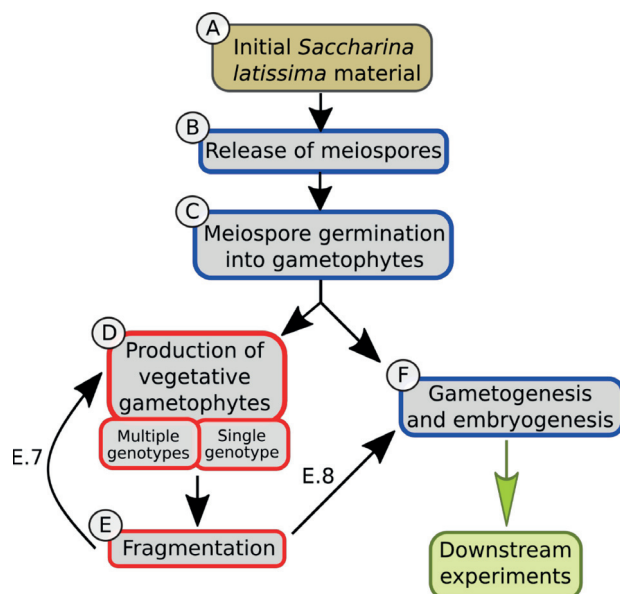 A
Initial Saccharina
latissima material
B
Release of meiospores
C
Meiospore germination
into gametophytes
D
Production of
vegetative
gametophytes
Multiple
genotypes
Single
genotype
E.7
E
Fragmentation
E.8
F
Gametogenesis
and embryogenesis
Downstream
experiments